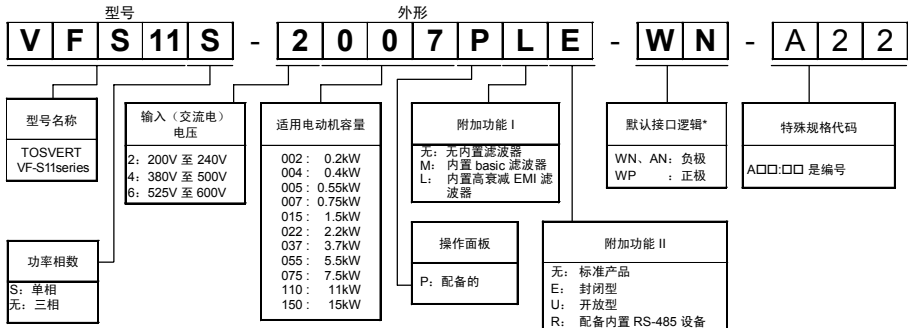 型号
外形
V F S 11 S - 2 0 0 7 P L E - W N - A 2 2
型号名称
TOSVERT
VF-S11series
功率相数
S：单相
无：三相
输入（交流电）
电压
2：200V 至 240V
4：380V 至 500V
6：525V 至 600V
适用电动机容量
002： 0.2kW
004： 0.4kW
005：0.55kW
007：0.75kW
015： 1.5kW
022： 2.2kW
037： 3.7kW
055： 5.5kW
075： 7.5kW
110： 11kW
150： 15kW
附加功能 I
无：无内置滤波器
M： 内置 basic 滤波器
L： 内置高衰减 EMI 滤
波器
操作面板
P：配备的
附加功能 II
无： 标准产品
E： 封闭型
U： 开放型
R： 配备内置 RS-485 设备
默认接口逻辑*
WN、AN：负极
WP ：正极
特殊规格代码
A□□:□□ 是编号